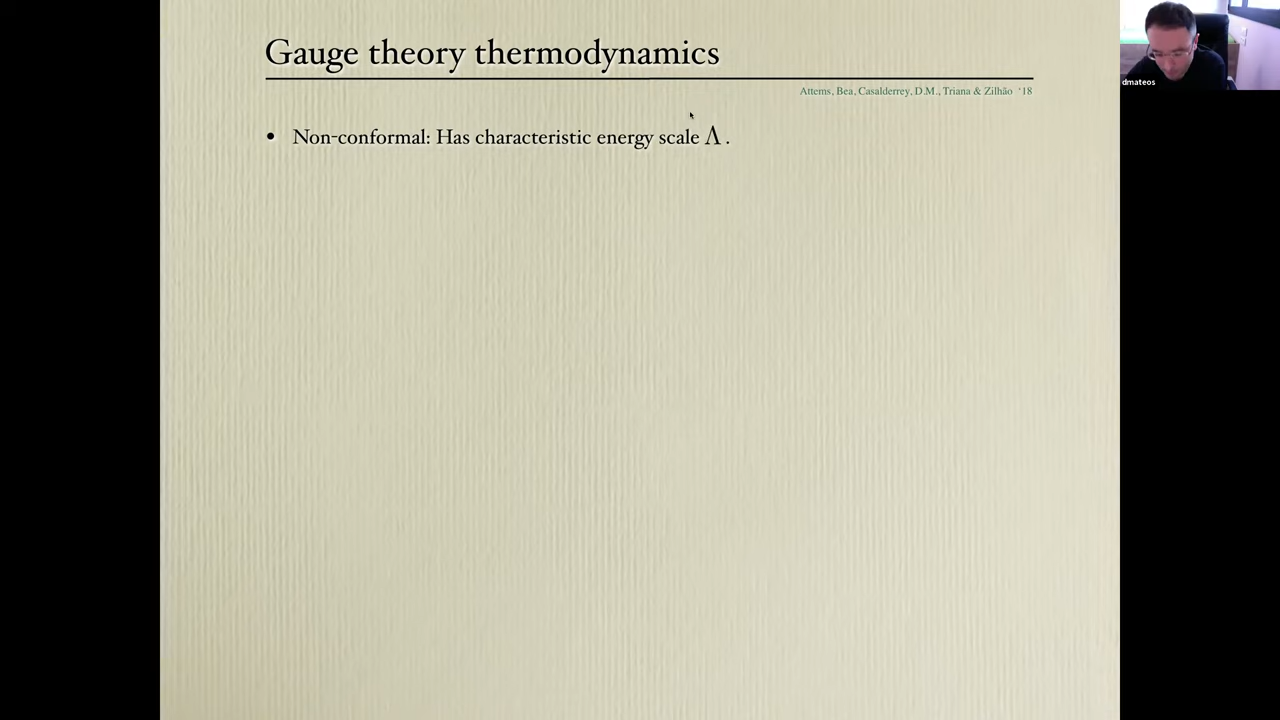 Gauge theory thermodynamics
Attems, Bea, Casalderrey, D.M., Triana & Zilhão ‘18
• Non-conformal: Has characteristic energy scale Λ .
dmateos